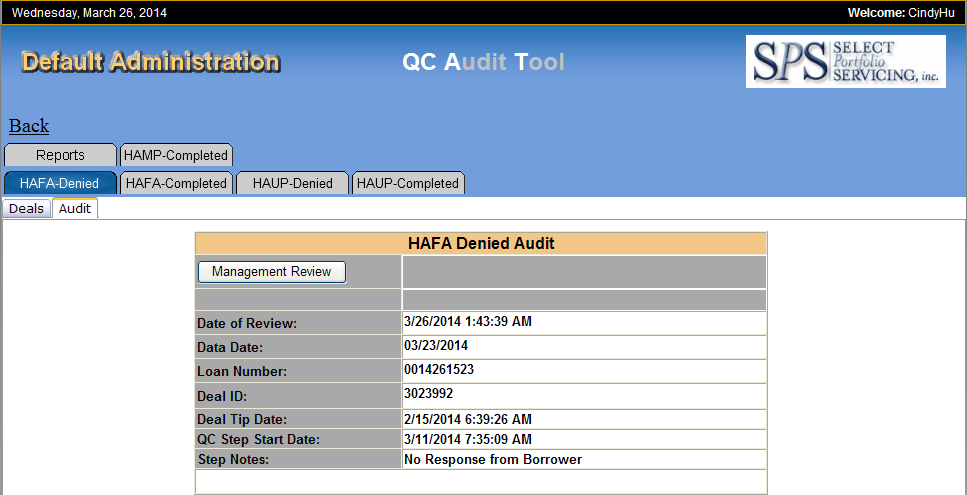 Wednesday, March 26, 2014 Welcome: CindyHu
Default Administration QC Audit Tool SPS SELECT Portfolio SERVICING, inc.
Back
Reports HAMP-Completed
HAFA-Denied HAFA-Completed HAUP-Denied HAUP-Completed
Deals Audit
HAFA Denied Audit
Management Review
Date of Review: 3/26/2014 1:43:39 AM
Data Date: 03/23/2014
Loan Number: 0014261523
Deal ID: 3023992
Deal Tip Date: 2/15/2014 6:39:26 AM
QC Step Start Date: 3/11/2014 7:35:09 AM
Step Notes: No Response from Borrower